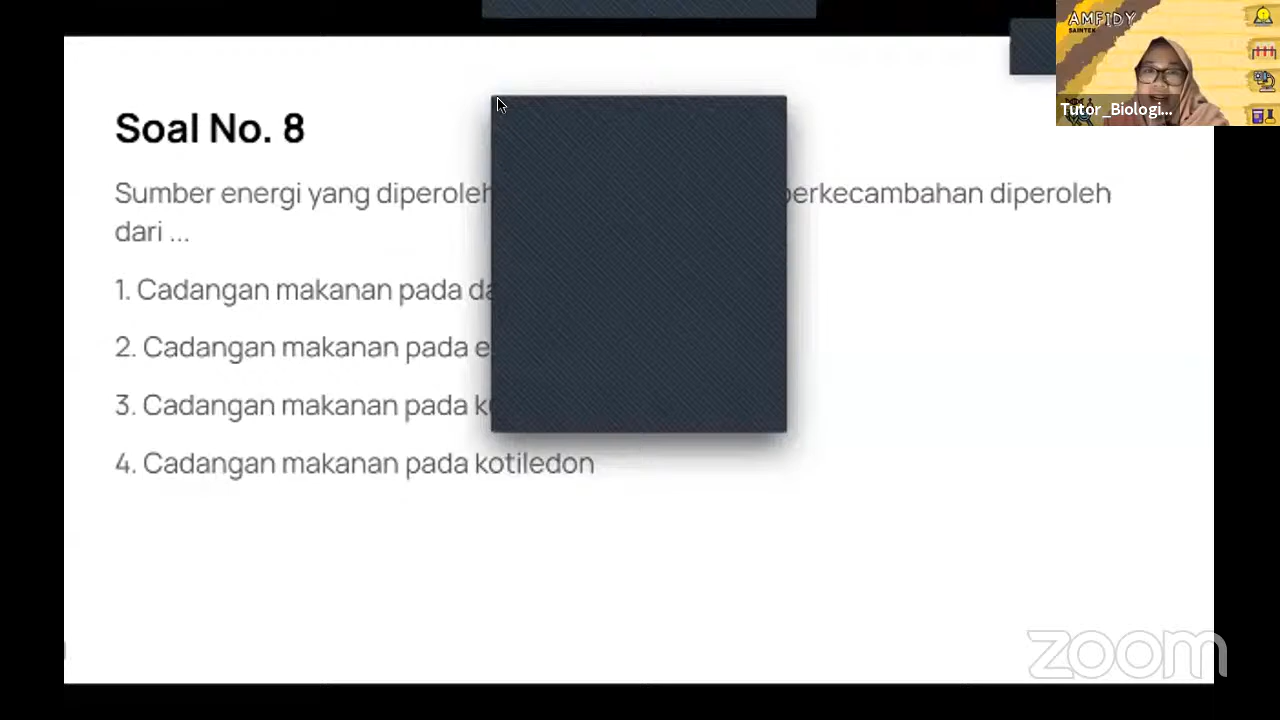 AMFIDY
SAINTEK
Tutor_Biologi...
Soal No. 8
Sumber energi yang diperoleh perkecambahan diperoleh
dari ...
1. Cadangan makanan pada
2. Cadangan makanan pada
3. Cadangan makanan pada
4. Cadangan makanan pada kotiledon
zoom